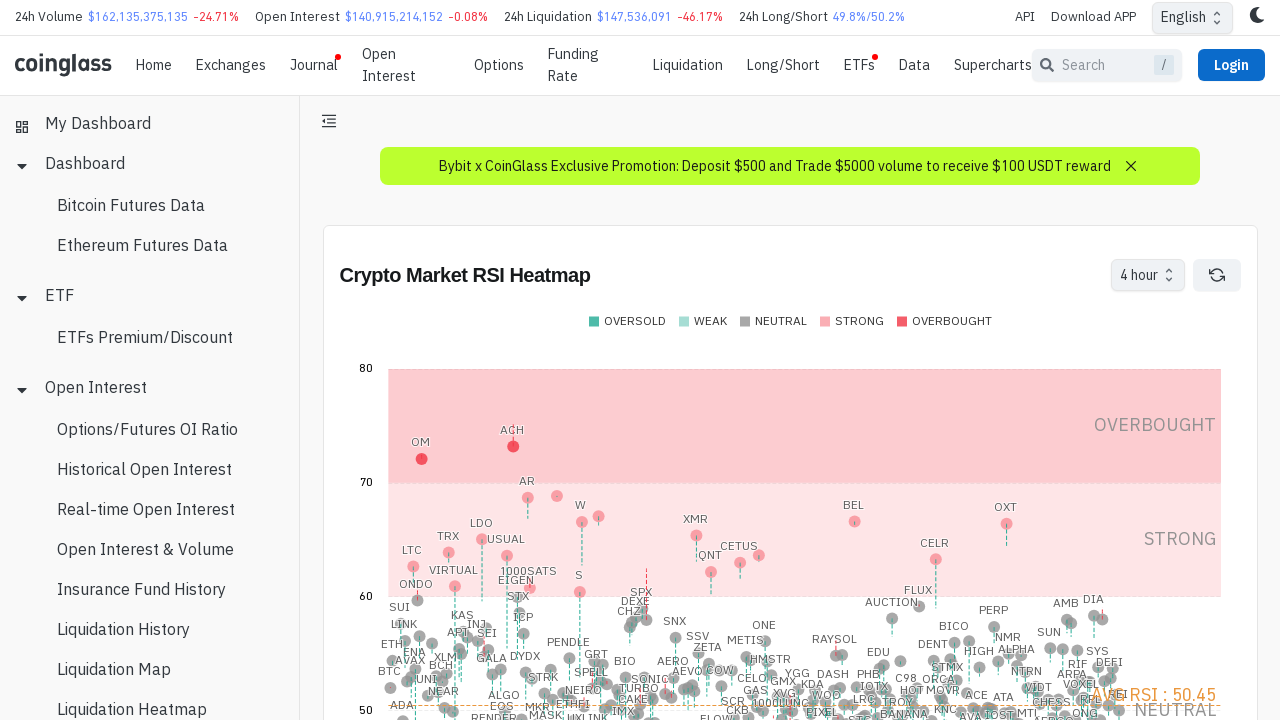 24h Volume $162,135,375,135 -24.71% Open Interest $140,915,214,152 -0.08% 24h Liquidation $147,536,091 -46.17% 24h Long/Short 49.8%/50.2% API Download APP English
coinglass Home Exchanges Journal Open Interest Options Funding Rate Liquidation Long/Short ETFs Data Supercharts Search / Login
My Dashboard
Dashboard
Bitcoin Futures Data
Ethereum Futures Data
ETF
ETFs Premium/Discount
Open Interest
Options/Futures OI Ratio
Historical Open Interest
Real-time Open Interest
Open Interest & Volume
Insurance Fund History
Liquidation History
Liquidation Map
Liquidation Heatmap
Bybit x CoinGlass Exclusive Promotion: Deposit $500 and Trade $5000 volume to receive $100 USDT reward
Crypto Market RSI Heatmap 4 hour
OVERSOLD WEAK NEUTRAL STRONG OVERBOUGHT
80
OVERBOUGHT
ACH
OM
70
AR
W BEL OXT
XMR
LDO
TRX USUAL STRONG
CELR
CETUS
LTC QNT
VIRTUAL 1000SATS
EIGEN S
ONDO
FLUX
SPX
60
STX
DEXE AUCTION AMB DIA
SUI CHZ PERP
KAS ICP
LINK INJ SNX ONE BICO
APT SEI SUN
SSV METIS RAYSOL NMR
ETH PENDLE DENT
ENA ZETA EDU HIGH ALPHA
XLM GALA DYDX GRT HMSTR
AVAX BIO AERO RIF DEFI
BCH SPELL AEVO COW YGG DASH PHB STMX NTRN ARPA
BTC UNI STRK SONIC CELO GMX C98 ORCA
NEAR NEIRO TURBO GAS KDA IOTX HOT MOVR VIDT VOXEL
ALGO CAKE XVG WOO ACE ATA AVG RSI : 50.45
ADA EOS MKR SCR LRC TROY CHESS
50
MASK IMX CKB PIXEL BANANA KNC NEUTRAL
RENDER FLOW AVA IOST MTL ONG